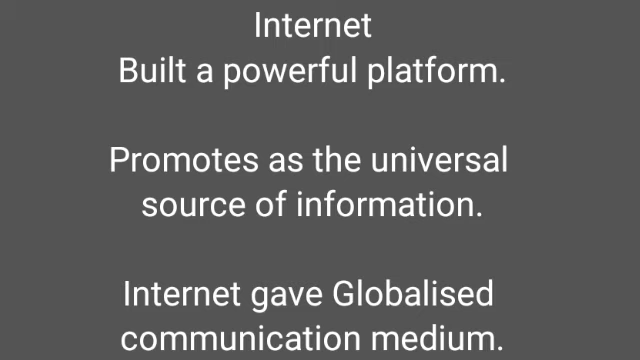 Internet
Built a powerful platform.
Promotes as the universal
source of information.
Internet gave Globalised
communication medium.